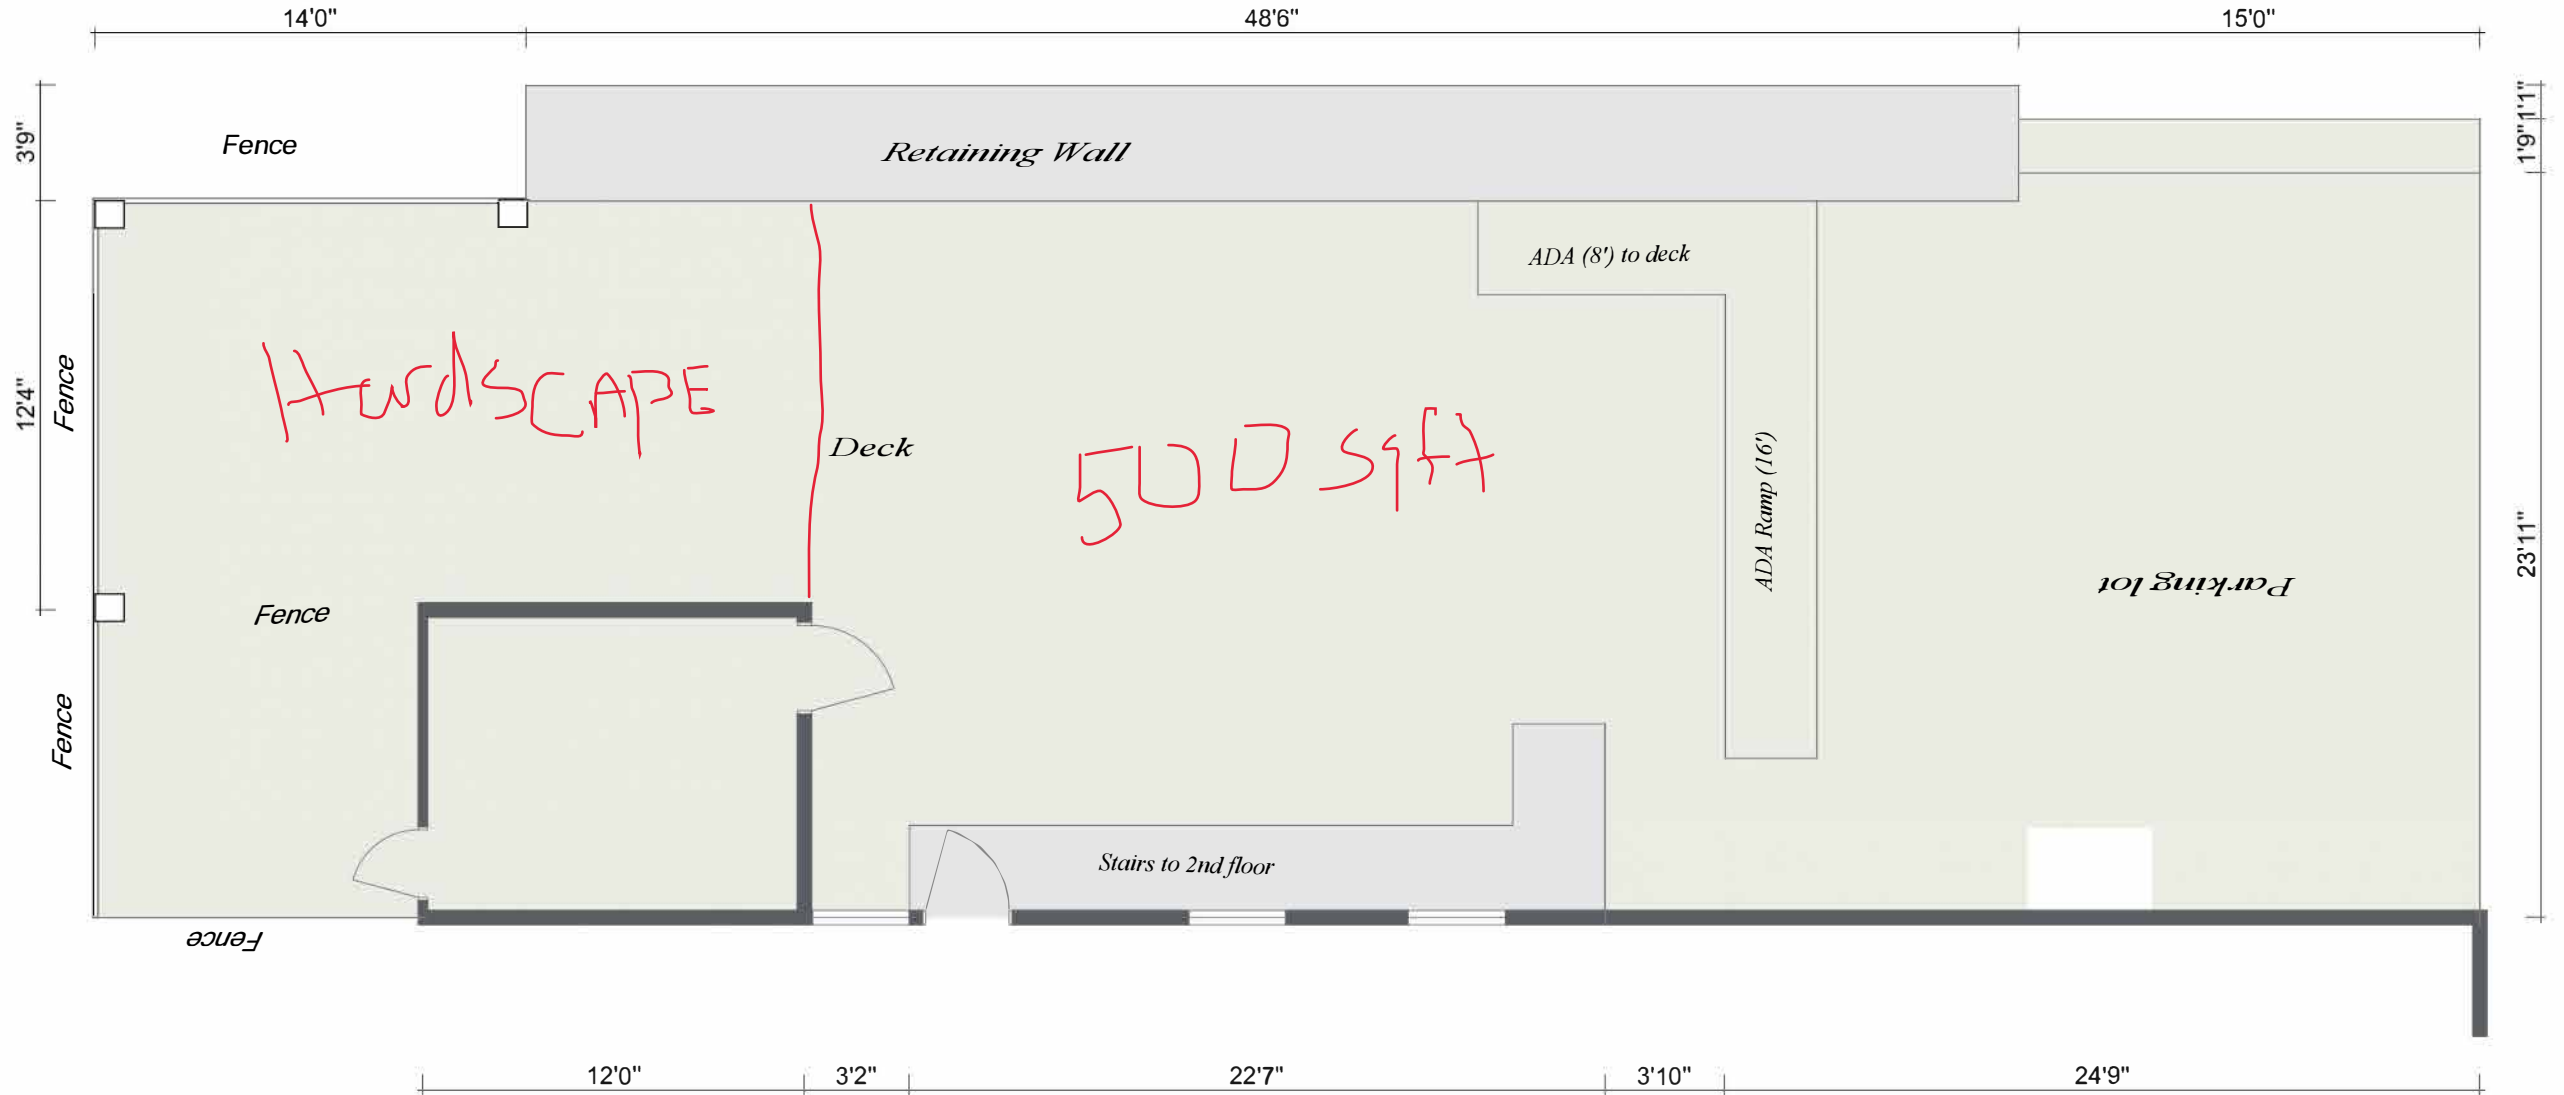 14'0" 48'6" 15'0"
3'9"
Fence
Retaining Wall
1'1"
1'9"
ADA (8') to deck
12'4"
Fence
HardSCAPE
Deck
500 sqft
ADA Ramp (16')
23'11"
Parking lot
Fence
Fence
Stairs to 2nd floor
Fence
12'0" 3'2" 22'7" 3'10" 24'9"